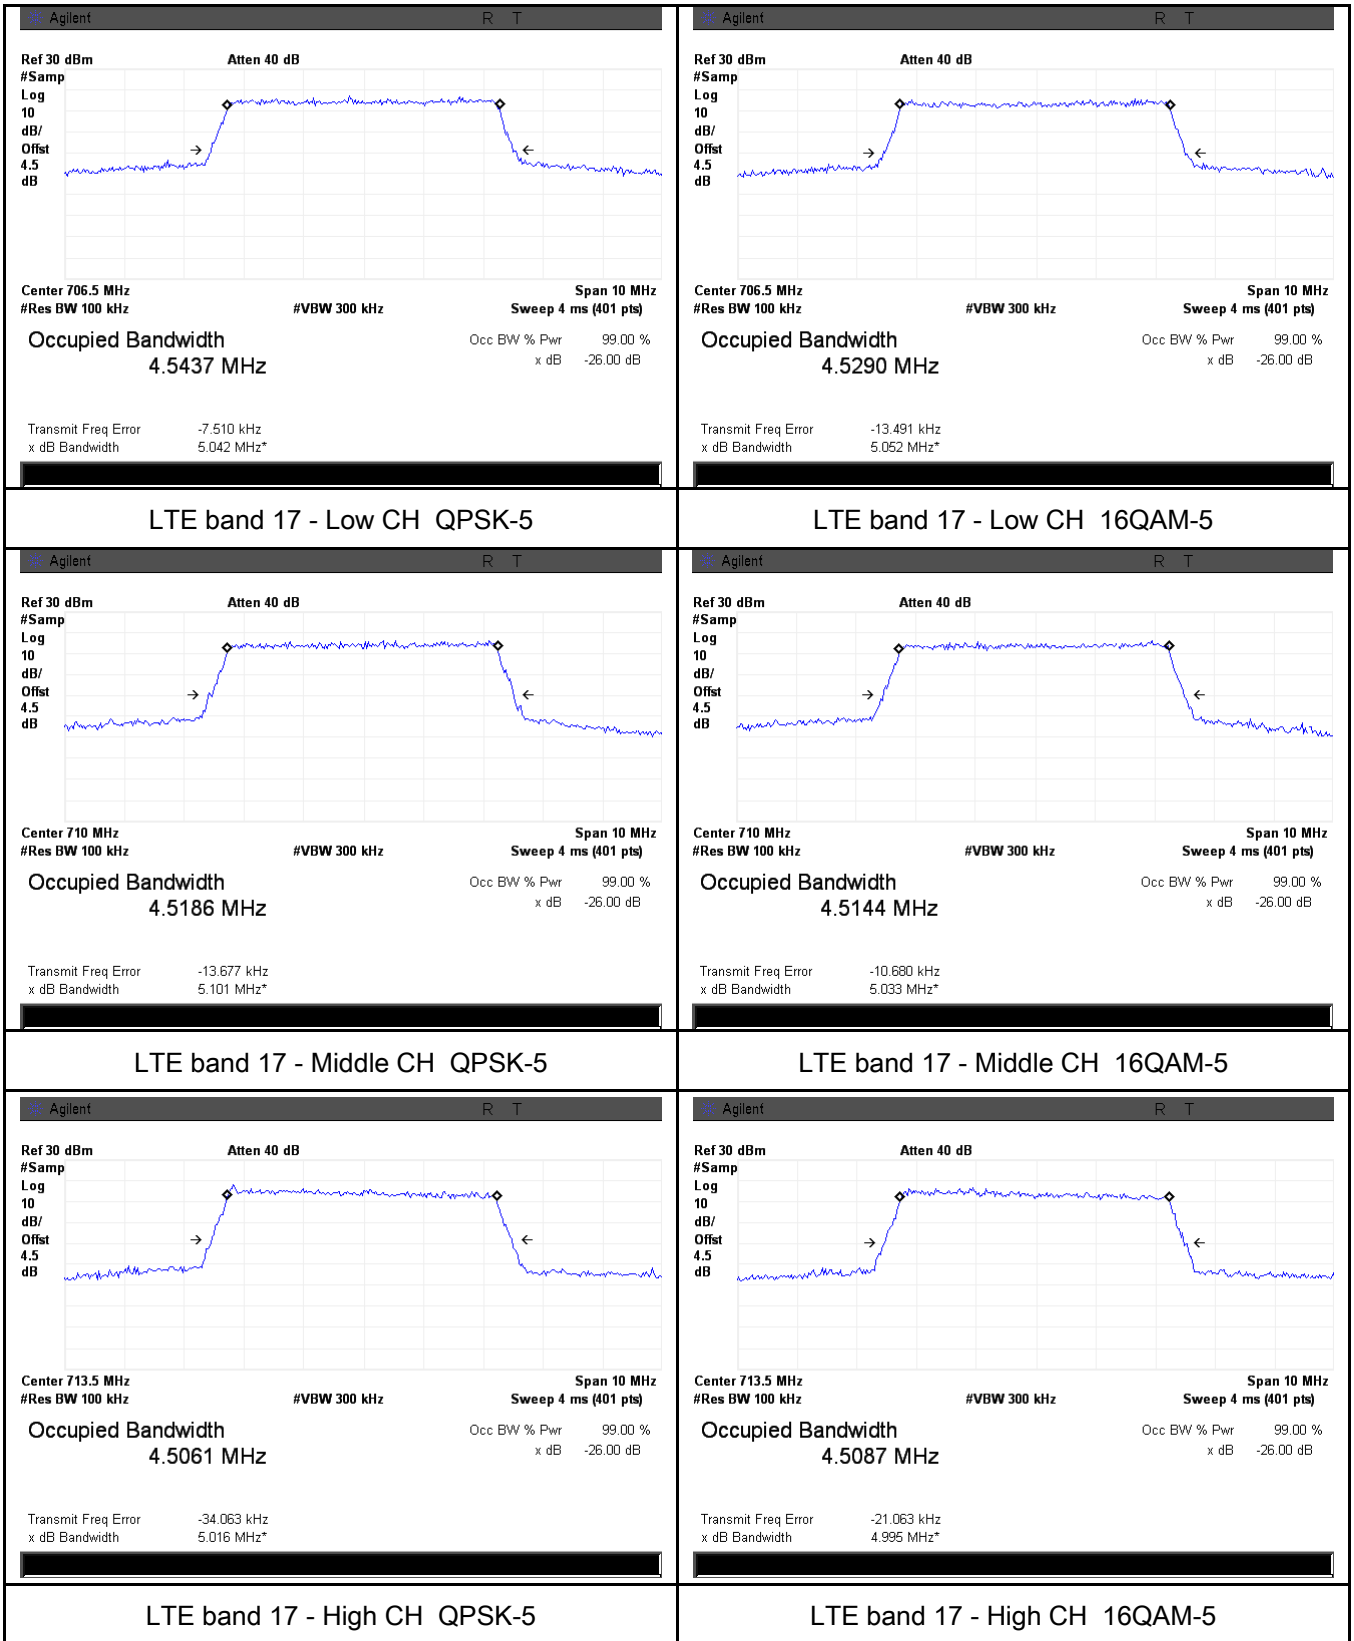 Agilent R T
Ref 30 dBm Atten 40 dB
#Samp
Log
10
dB/
Offst
4.5
dB
Center 706.5 MHz Span 10 MHz
#Res BW 100 kHz #VBW 300 kHz Sweep 4 ms (401 pts)
Occupied Bandwidth Occ BW % Pwr 99.00 %
4.5437 MHz x dB -26.00 dB
Transmit Freq Error -7.510 kHz
x dB Bandwidth 5.042 MHz*
LTE band 17 - Low CH QPSK-5
Agilent R T
Ref 30 dBm Atten 40 dB
#Samp
Log
10
dB/
Offst
4.5
dB
Center 706.5 MHz Span 10 MHz
#Res BW 100 kHz #VBW 300 kHz Sweep 4 ms (401 pts)
Occupied Bandwidth Occ BW % Pwr 99.00 %
4.5290 MHz x dB -26.00 dB
Transmit Freq Error -13.491 kHz
x dB Bandwidth 5.052 MHz*
LTE band 17 - Low CH 16QAM-5
Agilent R T
Ref 30 dBm Atten 40 dB
#Samp
Log
10
dB/
Offst
4.5
dB
Center 710 MHz Span 10 MHz
#Res BW 100 kHz #VBW 300 kHz Sweep 4 ms (401 pts)
Occupied Bandwidth Occ BW % Pwr 99.00 %
4.5186 MHz x dB -26.00 dB
Transmit Freq Error -13.677 kHz
x dB Bandwidth 5.101 MHz*
LTE band 17 - Middle CH QPSK-5
Agilent R T
Ref 30 dBm Atten 40 dB
#Samp
Log
10
dB/
Offst
4.5
dB
Center 710 MHz Span 10 MHz
#Res BW 100 kHz #VBW 300 kHz Sweep 4 ms (401 pts)
Occupied Bandwidth Occ BW % Pwr 99.00 %
4.5144 MHz x dB -26.00 dB
Transmit Freq Error -10.680 kHz
x dB Bandwidth 5.033 MHz*
LTE band 17 - Middle CH 16QAM-5
Agilent R T
Ref 30 dBm Atten 40 dB
#Samp
Log
10
dB/
Offst
4.5
dB
Center 713.5 MHz Span 10 MHz
#Res BW 100 kHz #VBW 300 kHz Sweep 4 ms (401 pts)
Occupied Bandwidth Occ BW % Pwr 99.00 %
4.5061 MHz x dB -26.00 dB
Transmit Freq Error -34.063 kHz
x dB Bandwidth 5.016 MHz*
LTE band 17 - High CH QPSK-5
Agilent R T
Ref 30 dBm Atten 40 dB
#Samp
Log
10
dB/
Offst
4.5
dB
Center 713.5 MHz Span 10 MHz
#Res BW 100 kHz #VBW 300 kHz Sweep 4 ms (401 pts)
Occupied Bandwidth Occ BW % Pwr 99.00 %
4.5087 MHz x dB -26.00 dB
Transmit Freq Error -21.063 kHz
x dB Bandwidth 4.995 MHz*
LTE band 17 - High CH 16QAM-5